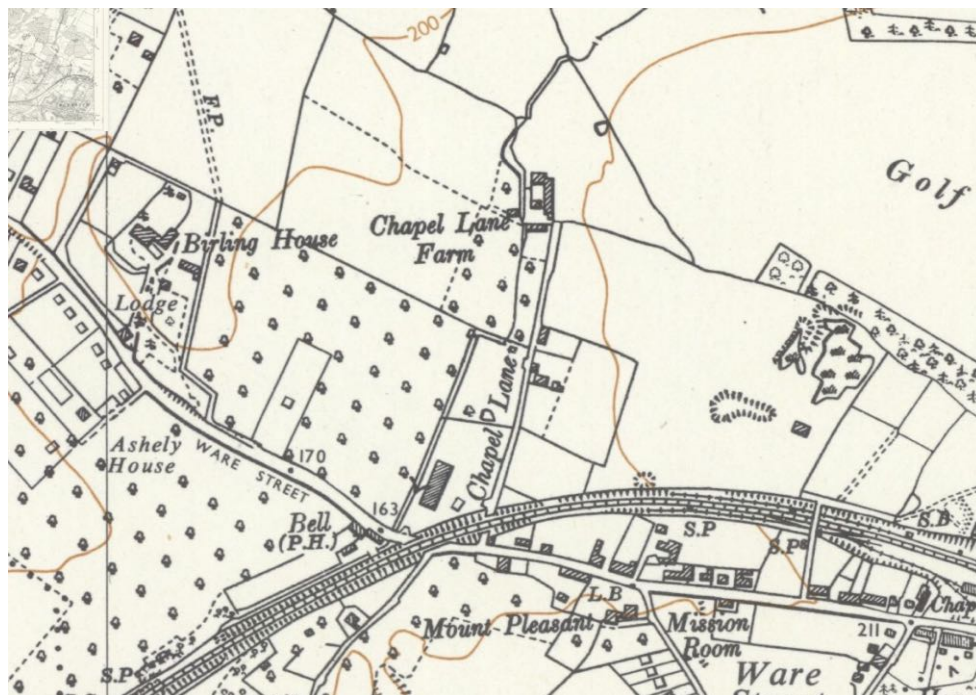 200
F.P.
Golf
Chapel Lane
Farm
Birling House
Lodge
Chapel Lane
Ashely
House
WARE STREET
170
163
Bell
(P.H.)
S.P
S.P
S.B
L.B
Mount Pleasant
Mission
Room
Chap
211
Ware
S.P